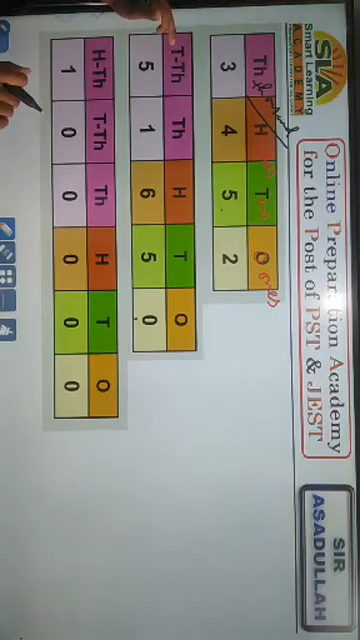 SLA
Smart Learning
ACADEMY
Online Preparation Academy
for the Post of PST & JEST
SIR
ASADULLAH
Th H T O
ones
3 4 5 2
T-Th Th H T O
5 1 6 5 0
H-Th T-Th Th H T O
1 0 0 0 0 0